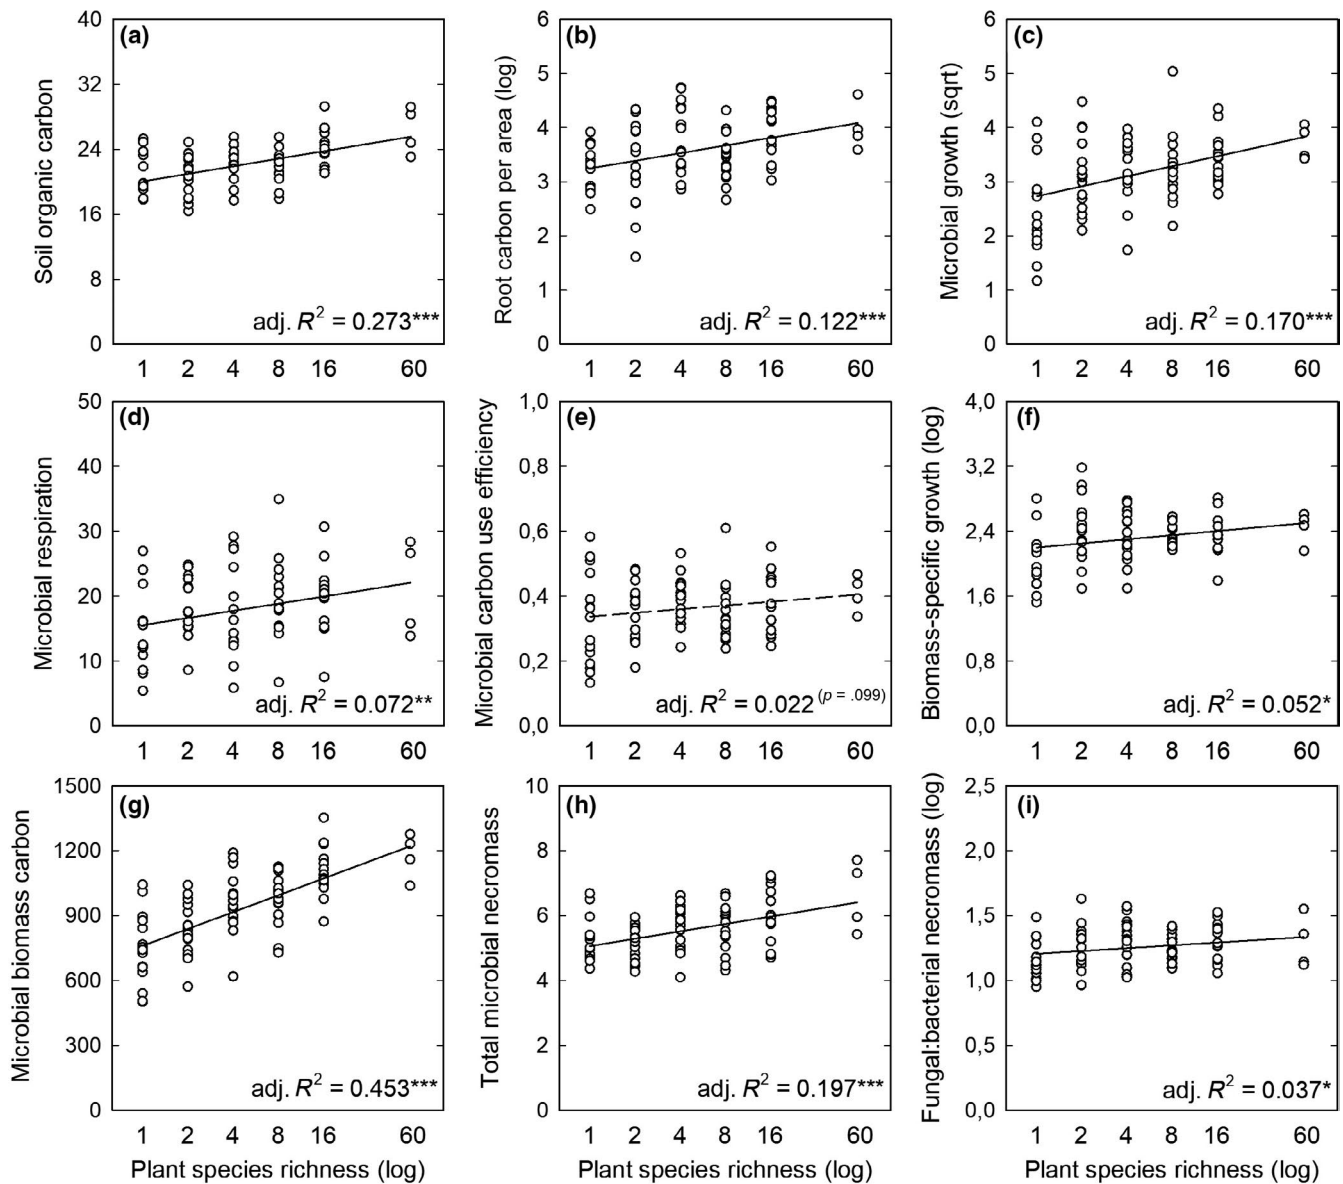 (a)
Soil organic carbon
40
32
24
16
8
0
adj. R² = 0.273***
1 2 4 8 16 60
(b)
Root carbon per area (log)
6
5
4
3
2
1
0
adj. R² = 0.122***
1 2 4 8 16 60
(c)
Microbial growth (sqrt)
6
5
4
3
2
1
0
adj. R² = 0.170***
1 2 4 8 16 60
(d)
Microbial respiration
50
40
30
20
10
0
adj. R² = 0.072**
1 2 4 8 16 60
(e)
Microbial carbon use efficiency
1,0
0,8
0,6
0,4
0,2
0,0
adj. R² = 0.022 (p = .099)
1 2 4 8 16 60
(f)
Biomass-specific growth (log)
4,0
3,2
2,4
1,6
0,8
0,0
adj. R² = 0.052*
1 2 4 8 16 60
(g)
Microbial biomass carbon
1500
1200
900
600
300
0
adj. R² = 0.453***
1 2 4 8 16 60
Plant species richness (log)
(h)
Total microbial necromass
10
8
6
4
2
0
adj. R² = 0.197***
1 2 4 8 16 60
Plant species richness (log)
(i)
Fungal:bacterial necromass (log)
2,5
2,0
1,5
1,0
0,5
0,0
adj. R² = 0.037*
1 2 4 8 16 60
Plant species richness (log)